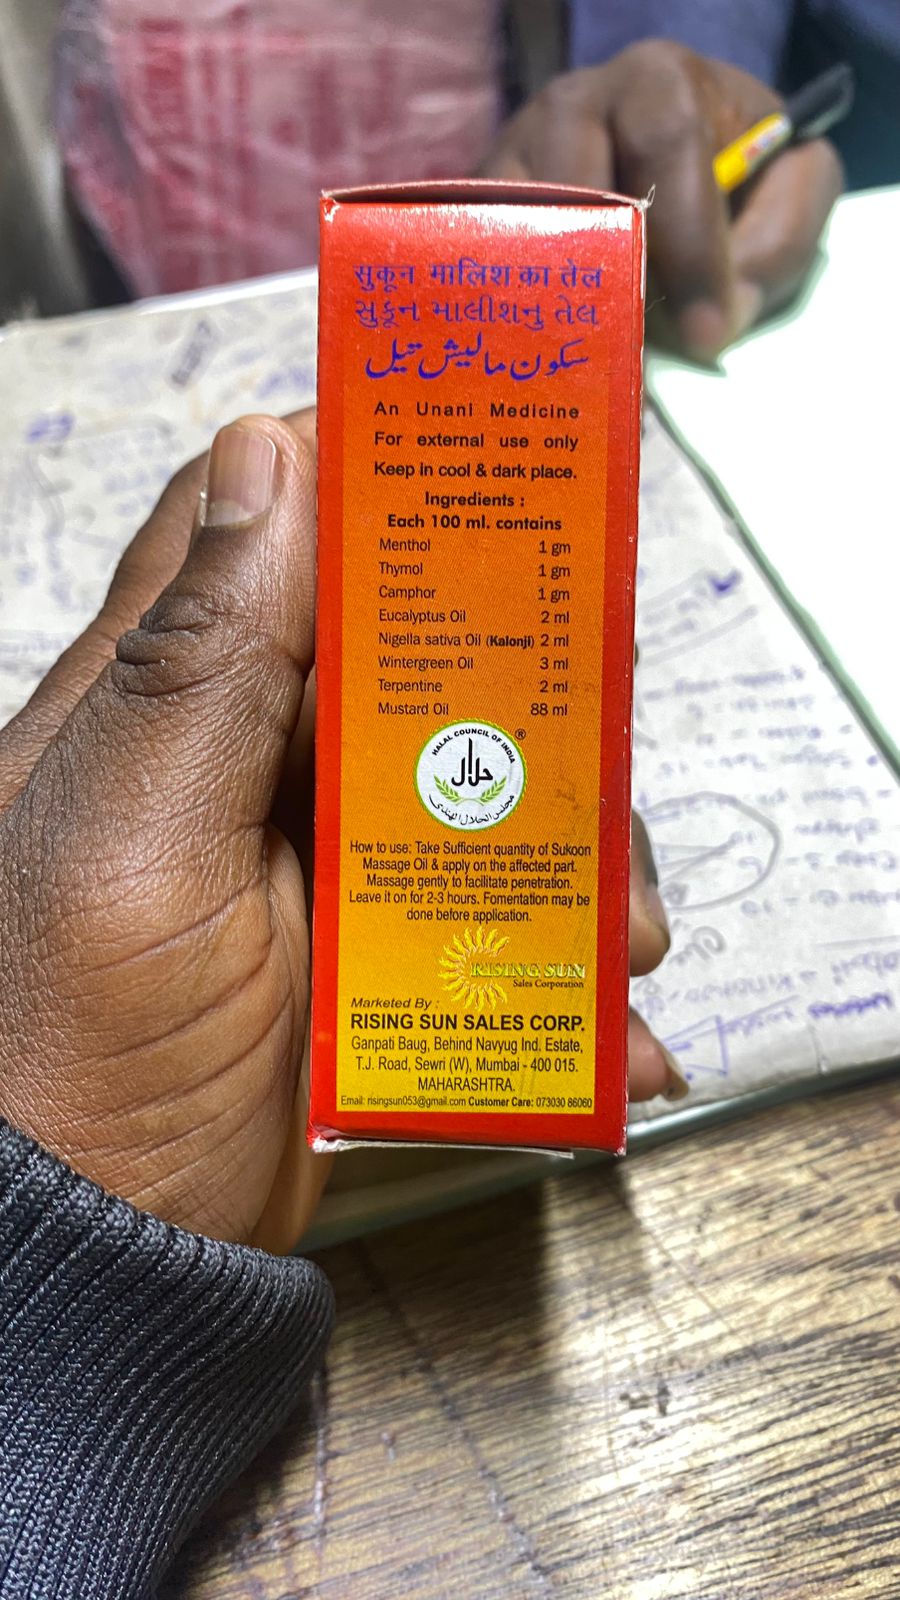 सुकून मालिश का तेल
સુકૂન માલીશનુ તેલ
سکون مالیش تیل
An Unani Medicine
For external use only
Keep in cool & dark place.
Ingredients :
Each 100 ml. contains
Menthol 1 gm
Thymol 1 gm
Camphor 1 gm
Eucalyptus Oil 2 ml
Nigella sativa Oil (Kalonji) 2 ml
Wintergreen Oil 3 ml
Terpentine 2 ml
Mustard Oil 88 ml
HALAL COUNCIL OF INDIA
®
حلال
مجلس الحلال الهندي
How to use: Take Sufficient quantity of Sukoon
Massage Oil & apply on the affected part.
Massage gently to facilitate penetration.
Leave it on for 2-3 hours. Fomentation may be
done before application.
RISING SUN
Sales Corporation
Marketed By :
RISING SUN SALES CORP.
Ganpati Baug, Behind Navyug Ind. Estate,
T.J. Road, Sewri (W), Mumbai - 400 015.
MAHARASHTRA.
Email: risingsun053@gmail.com Customer Care: 073030 86060